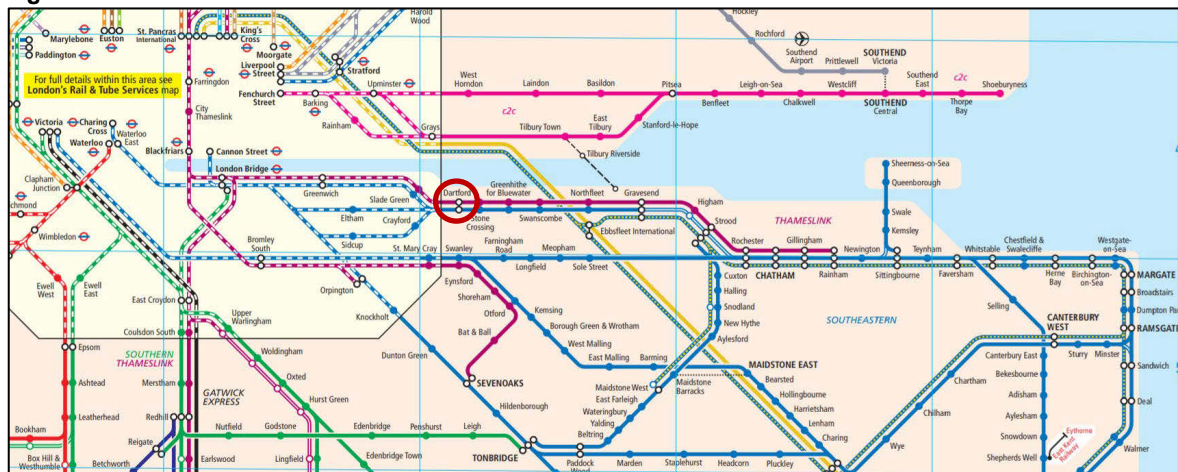 Marylebone
Paddington
Euston
St. Pancras
International
King's
Cross
Moorgate
Liverpool
Street
Stratford
Harold
Wood
Hockley
Rochford
Southend
Airport
Prittlewell
SOUTHEND
Victoria
For full details within this area see
London's Rail & Tube Services map
Farringdon
City
Thameslink
Fenchurch
Street
Barking
Upminster
Rainham
Grays
West
Horndon
Laindon
Basildon
Pitsea
c2c
Benfleet
Leigh-on-Sea
Chalkwell
Westcliff
SOUTHEND
Central
Southend
East
c2c
Thorpe
Bay
Shoeburyness
Tilbury Town
East
Tilbury
Stanford-le-Hope
Tilbury Riverside
Victoria
Charing
Cross
Waterloo
East
Waterloo
Blackfriars
Cannon Street
London Bridge
Clapham
Junction
Wimbledon
Greenwich
Slade Green
Eltham
Crayford
Sidcup
Dartford
Stone
Crossing
Greenhithe
for Bluewater
Swanscombe
Northfleet
Gravesend
Ebbsfleet International
Higham
Strood
THAMESLINK
Sheerness-on-Sea
Queenborough
Swale
Kemsley
Bromley
South
St. Mary Cray
Swanley
Farningham
Road
Longfield
Meopham
Sole Street
Rochester
CHATHAM
Gillingham
Rainham
Newington
Sittingbourne
Teynham
Faversham
Whitstable
Chestfield &
Swalecliffe
Herne
Bay
Birchington-
on-Sea
Westgate-
on-Sea
MARGATE
Broadstairs
Dumpton Pa
RAMSGATE
Sandwich
Deal
Walmer
Ewell
West
Ewell
East
East Croydon
Orpington
Knockholt
Eynsford
Shoreham
Otford
Bat & Ball
Kemsing
Borough Green & Wrotham
West Malling
East Malling
Barming
MAIDSTONE EAST
Cuxton
Halling
Snodland
New Hythe
Aylesford
SOUTHEASTERN
Selling
CANTERBURY
WEST
Sturry
Minster
Canterbury East
Bekesbourne
Adisham
Aylesham
Snowdown
Shepherds Well
Eythorne
East Kent
Railway
Coulsdon South
Upper
Warlingham
Woldingham
Oxted
Hurst Green
SOUTHERN
THAMESLINK
GATWICK
EXPRESS
Epsom
Ashtead
Leatherhead
Bookham
Box Hill &
Westhumble
Merstham
Redhill
Reigate
Betchworth
Earlswood
Nutfield
Godstone
Edenbridge
Penshurst
Leigh
Lingfield
Edenbridge Town
Dunton Green
SEVENOAKS
Hildenborough
TONBRIDGE
Maidstone West
East Farleigh
Wateringbury
Yalding
Beltring
Paddock
Maidstone
Barracks
Bearsted
Hollingbourne
Harrietsham
Lenham
Charing
Marden
Staplehurst
Headcorn
Pluckley
Chartham
Chilham
Wye